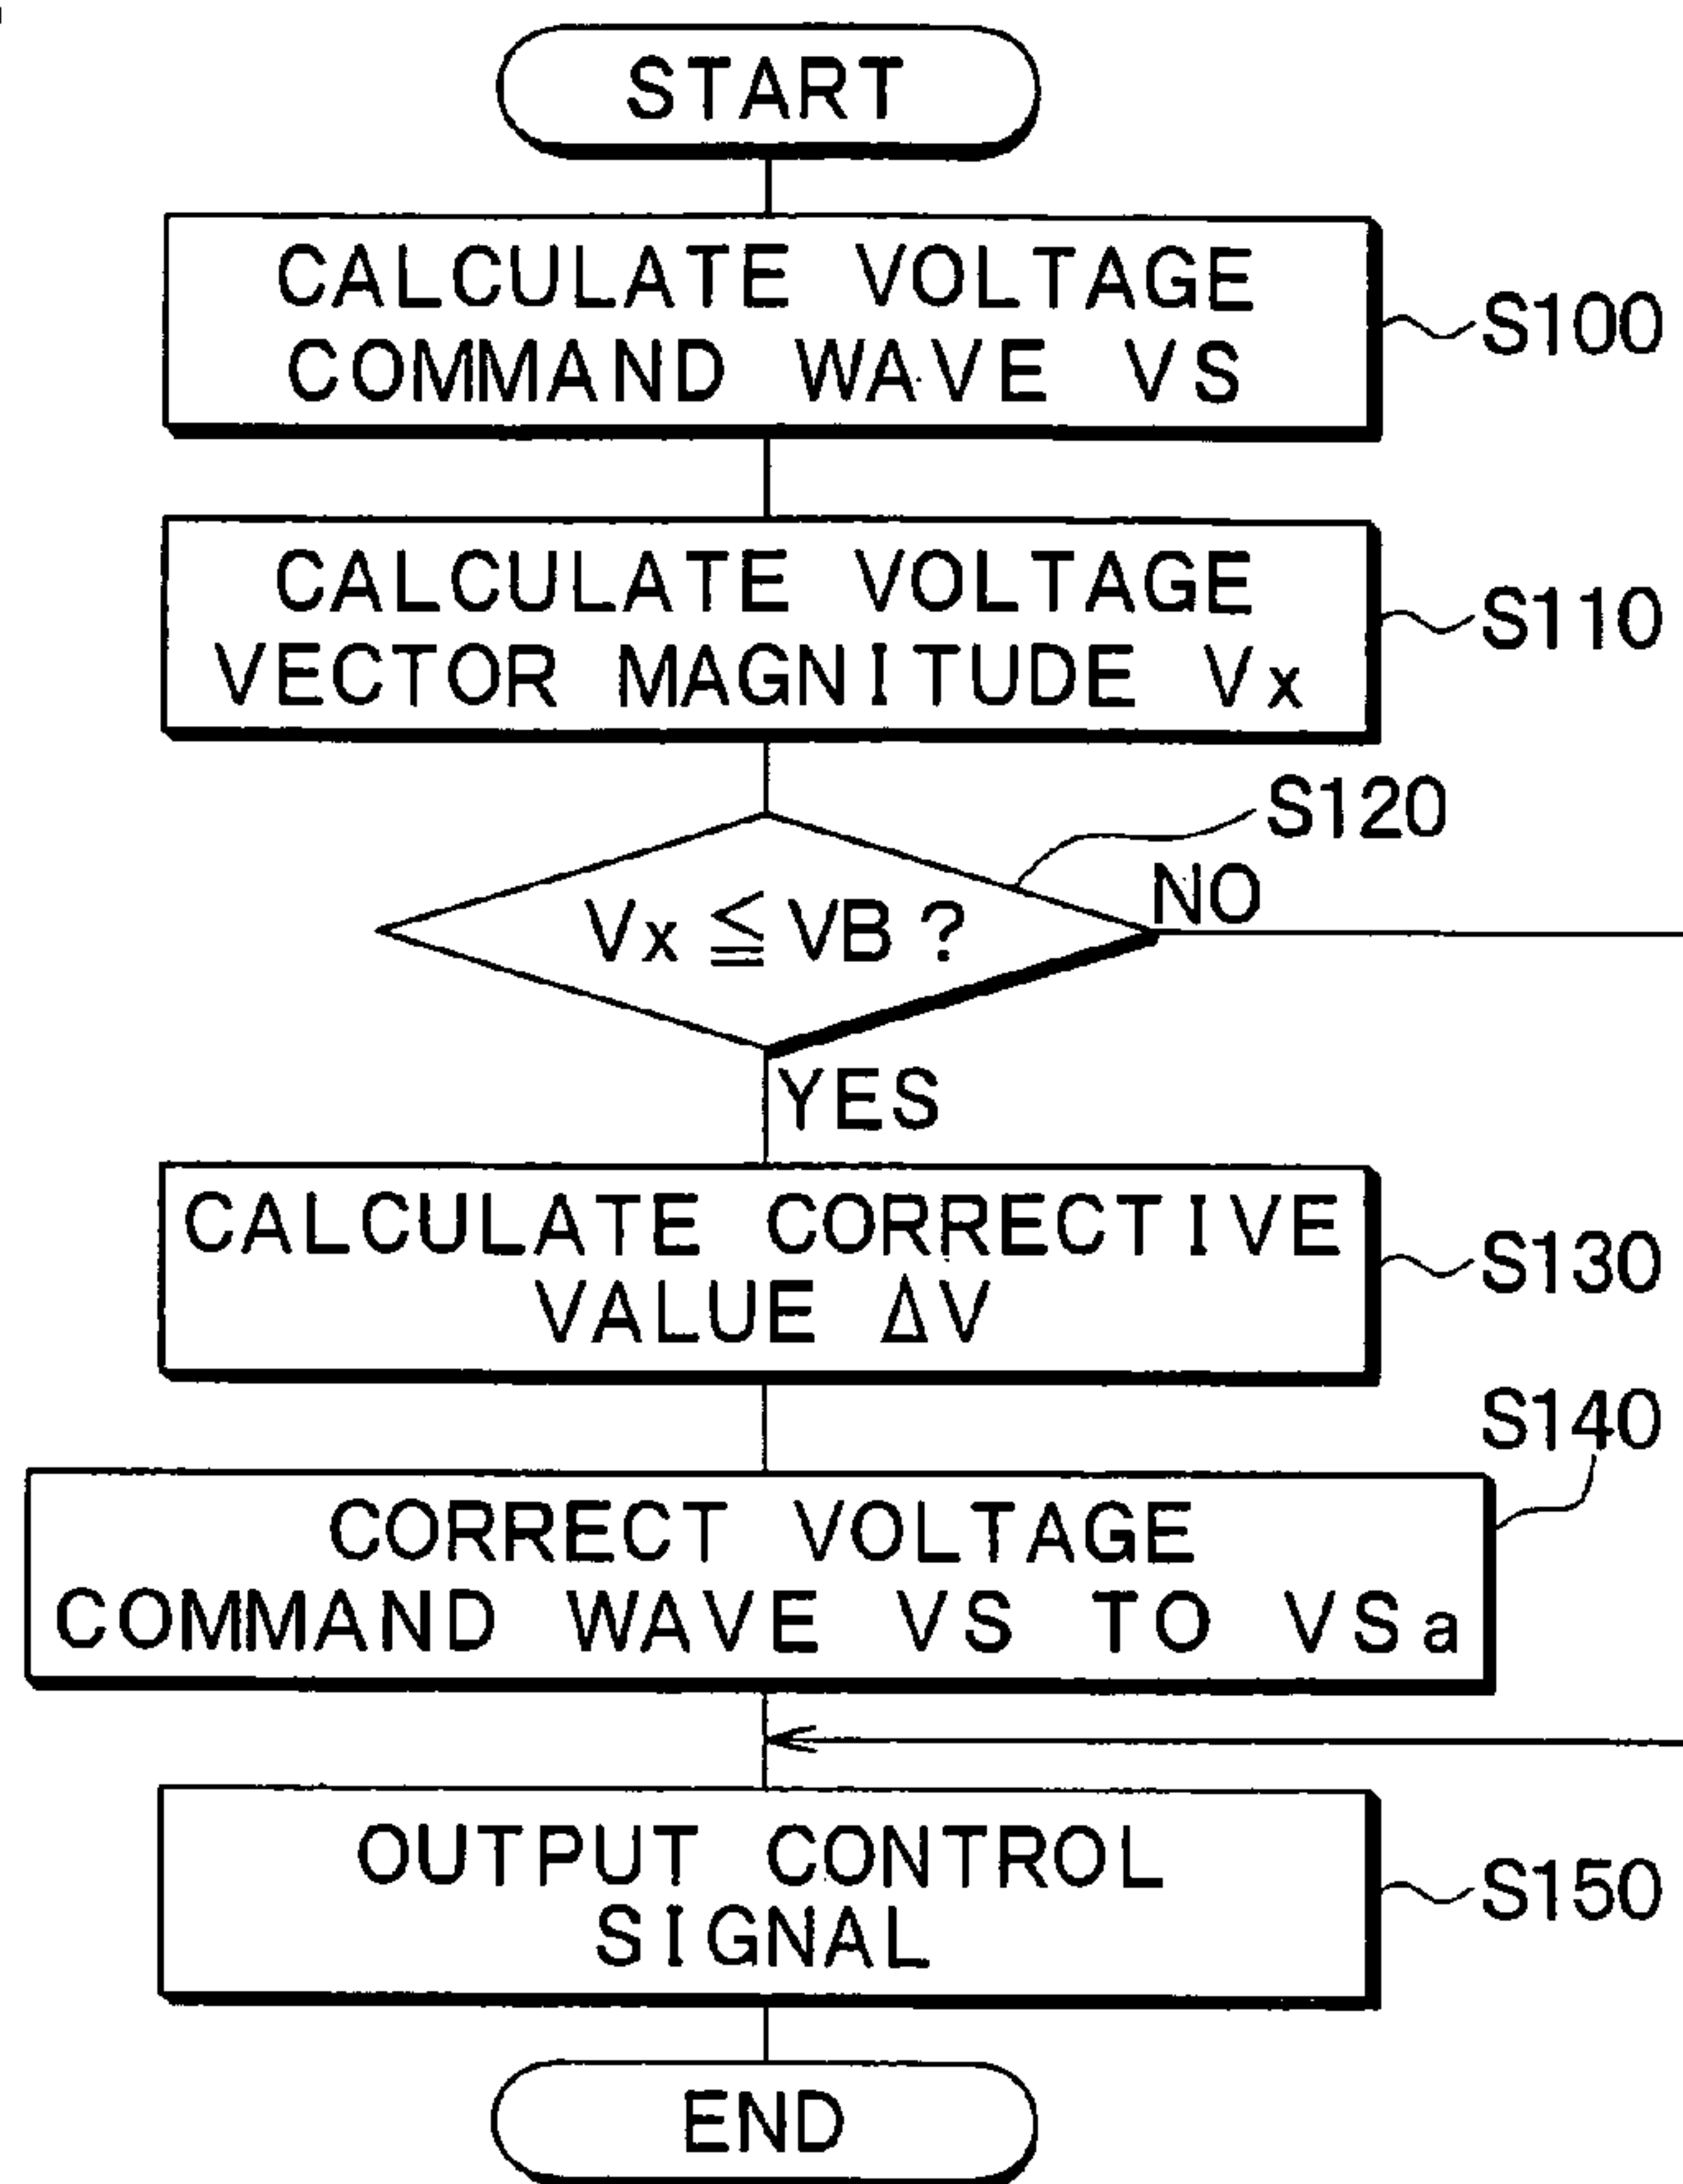 START
CALCULATE VOLTAGE
COMMAND WAVE VS
S100
CALCULATE VOLTAGE
VECTOR MAGNITUDE Vx
S110
S120
Vx ≦ VB ?
NO
YES
CALCULATE CORRECTIVE
VALUE ΔV
S130
S140
CORRECT VOLTAGE
COMMAND WAVE VS TO VSa
OUTPUT CONTROL
SIGNAL
S150
END